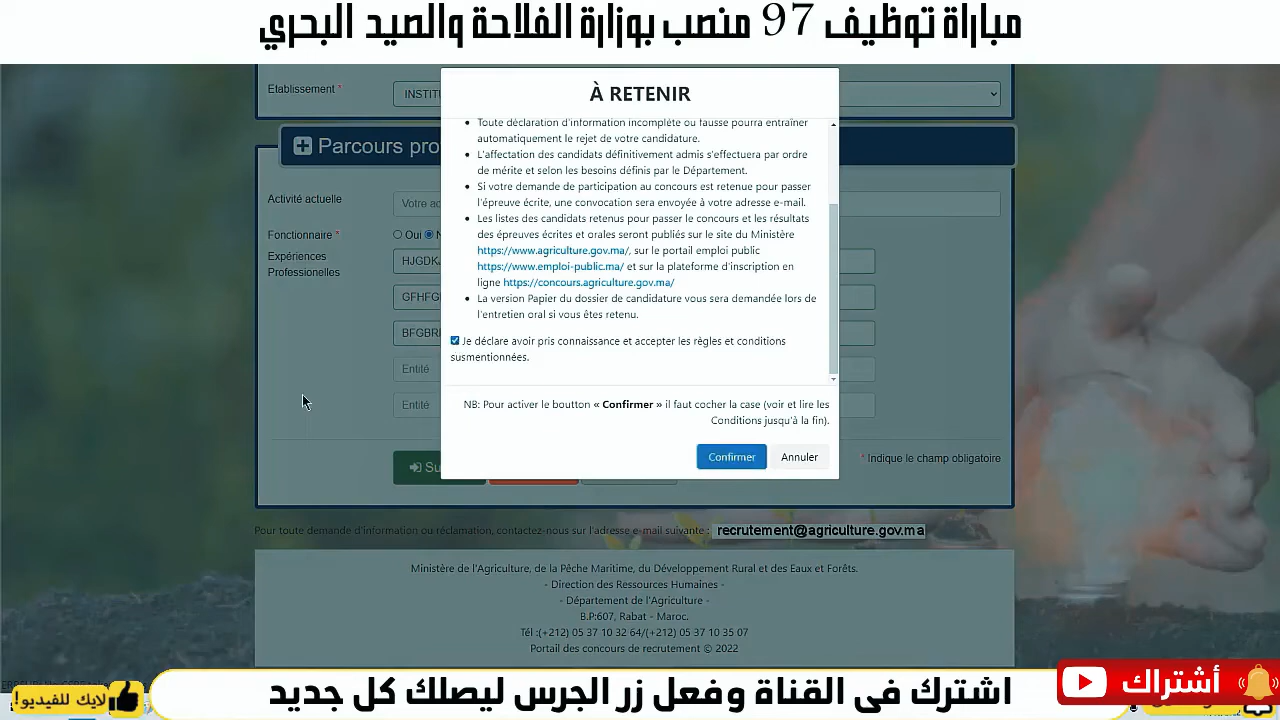 مباراة توظيف 97 منصب بوزارة الفلاحة والصيد البحري
Etablissement *
INSTIT
À RETENIR
Toute déclaration d'information incomplète ou fausse pourra entraîner
automatiquement le rejet de votre candidature.
L'affectation des candidats définitivement admis s'effectuera par ordre
de mérite et selon les besoins définis par le Département.
Si votre demande de participation au concours est retenue pour passer
l'épreuve écrite, une convocation sera envoyée à votre adresse e-mail.
Les listes des candidats retenus pour passer le concours et les résultats
des épreuves écrites et orales seront publiés sur le site du Ministère
https://www.agriculture.gov.ma/, sur le portail emploi public
https://www.emploi-public.ma/ et sur la plateforme d'inscription en
ligne https://concours.agriculture.gov.ma/
La version Papier du dossier de candidature vous sera demandée lors de
l'entretien oral si vous êtes retenu.
Je déclare avoir pris connaissance et accepter les règles et conditions
susmentionnées.
NB: Pour activer le boutton « Confirmer » il faut cocher la case (voir et lire les
Conditions jusqu'à la fin).
Confirmer Annuler
Parcours pro
Activité actuelle
Votre ac
Fonctionnaire * Oui
Expériences
Professionelles
GFHFG
Entité
Entité
Su
* Indique le champ obligatoire
Pour toute demande d'information ou réclamation, contactez-nous sur l'adresse e-mail suivante : recrutement@agriculture.gov.ma
Ministère de l'Agriculture, de la Pêche Maritime, du Développement Rural et des Eaux et Forêts.
- Direction des Ressources Humaines -
- Département de l'Agriculture -
B.P:607, Rabat - Maroc.
Tél :(+212) 05 37 10 32 64/(+212) 05 37 10 35 07
Portail des concours de recrutement © 2022
اشترك فى القناة وفعل زر الجرس ليصلك كل جديد
أشتراك
لايك للفيديو!